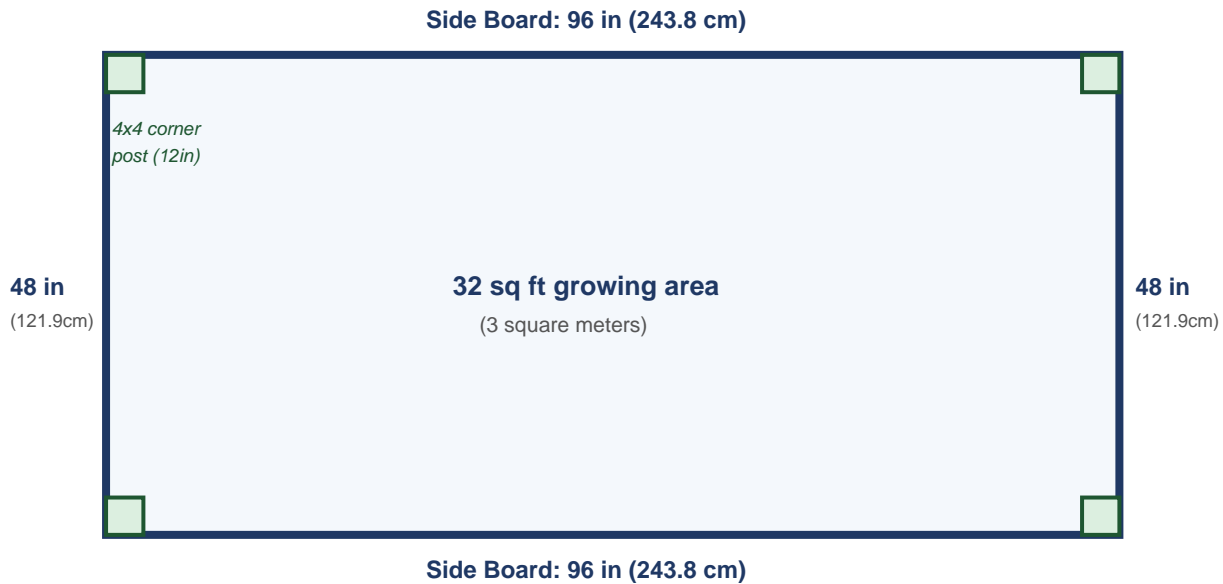 Side Board: 96 in (243.8 cm)
4x4 corner
post (12in)
48 in
(121.9cm)
32 sq ft growing area
(3 square meters)
48 in
(121.9cm)
Side Board: 96 in (243.8 cm)